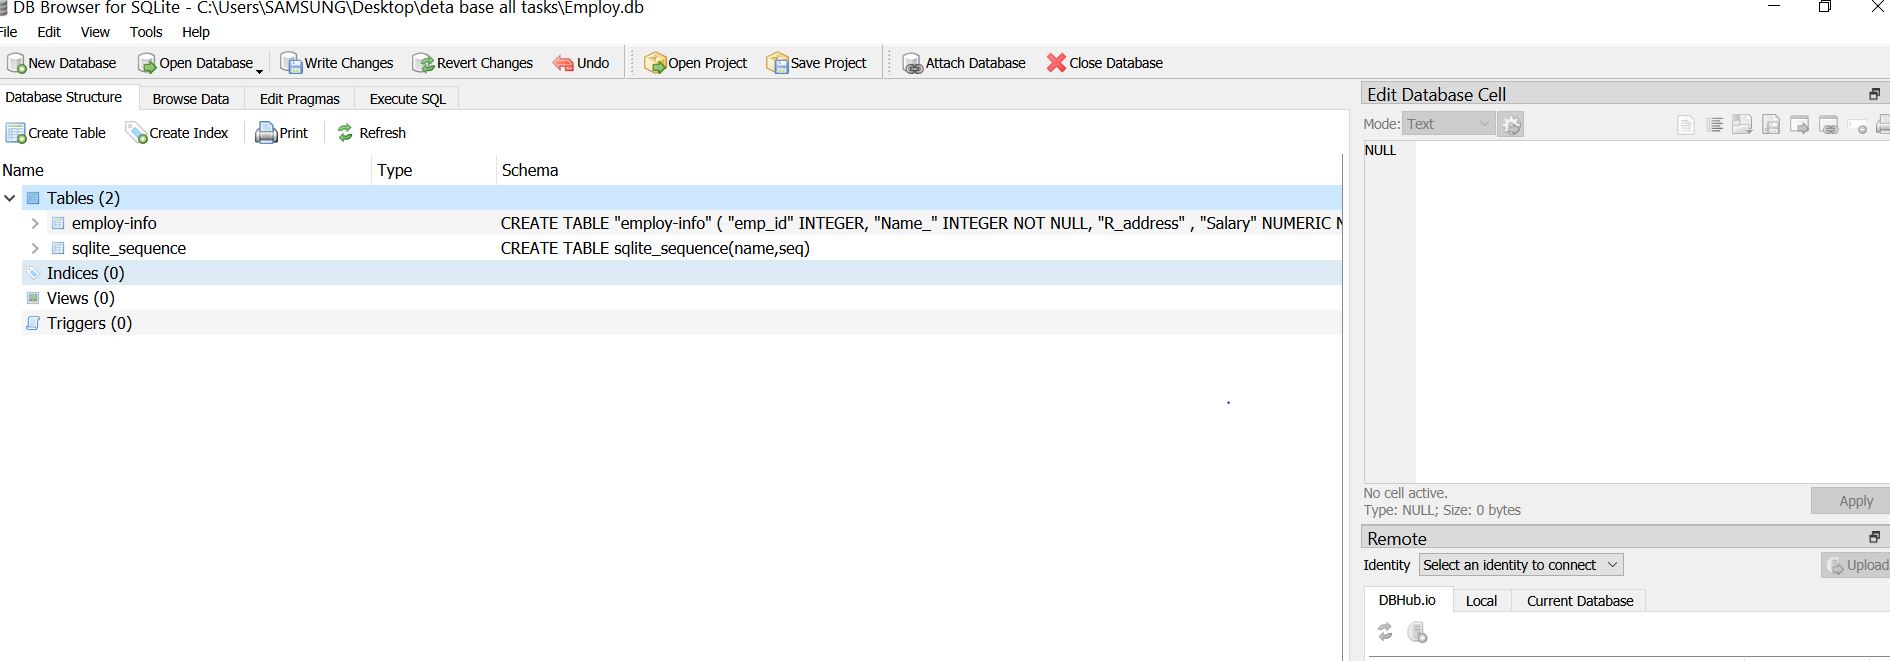 DB Browser for SQLite - C:\Users\SAMSUNG\Desktop\deta base all tasks\Employ.db
File Edit View Tools Help
New Database Open Database Write Changes Revert Changes Undo Open Project Save Project Attach Database Close Database
Database Structure Browse Data Edit Pragmas Execute SQL
Create Table Create Index Print Refresh
Name Type Schema
Tables (2)
employ-info CREATE TABLE "employ-info" ( "emp_id" INTEGER, "Name_" INTEGER NOT NULL, "R_address" , "Salary" NUMERIC N
sqlite_sequence CREATE TABLE sqlite_sequence(name,seq)
Indices (0)
Views (0)
Triggers (0)
Edit Database Cell
Mode: Text
NULL
No cell active.
Type: NULL; Size: 0 bytes
Apply
Remote
Identity Select an identity to connect Upload
DBHub.io Local Current Database